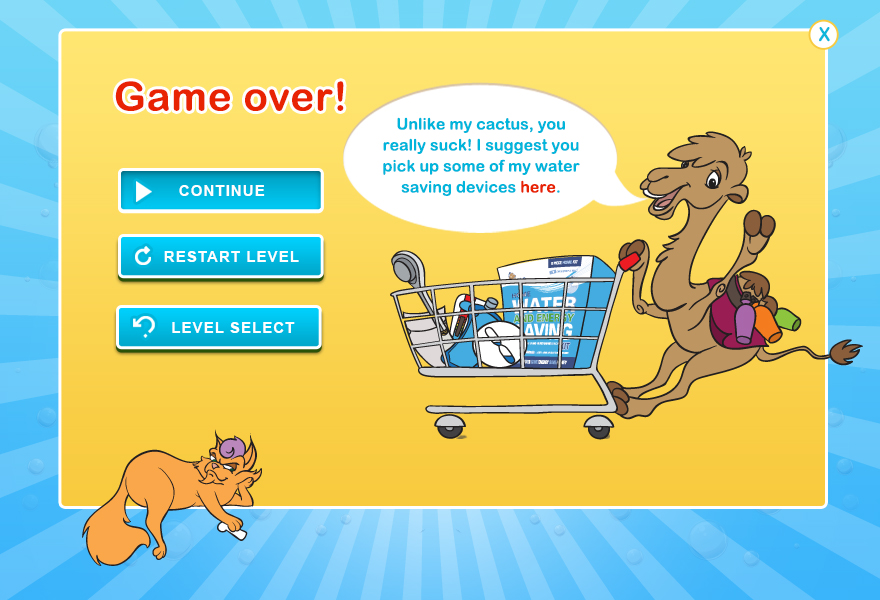 X
Game over!
Unlike my cactus, you
really suck! I suggest you
pick up some of my water
saving devices here.
CONTINUE
RESTART LEVEL
LEVEL SELECT
WATER
AND ENERGY
AVING